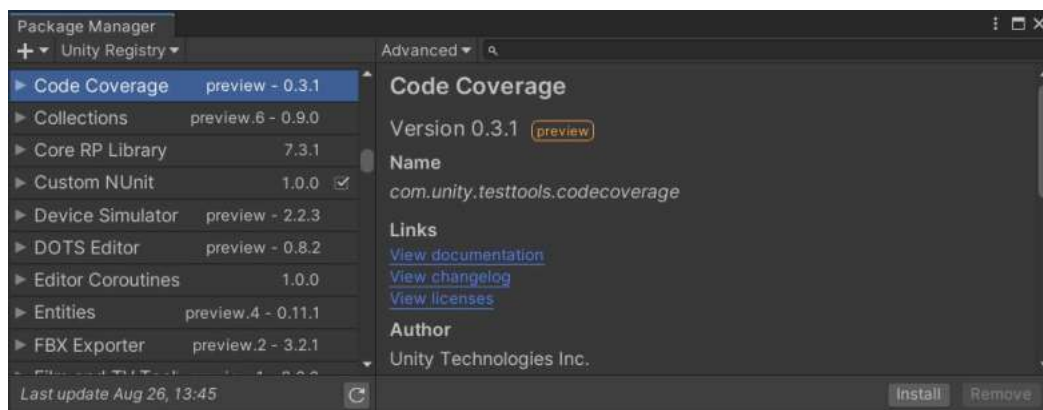 Package Manager
Unity Registry
Advanced
Code Coverage preview - 0.3.1
Collections preview.6 - 0.9.0
Core RP Library 7.3.1
Custom NUnit 1.0.0
Device Simulator preview - 2.2.3
DOTS Editor preview - 0.8.2
Editor Coroutines 1.0.0
Entities preview.4 - 0.11.1
FBX Exporter preview.2 - 3.2.1
Last update Aug 26, 13:45
Code Coverage
Version 0.3.1 preview
Name
com.unity.testtools.codecoverage
Links
View documentation
View changelog
View licenses
Author
Unity Technologies Inc.
Install Remove